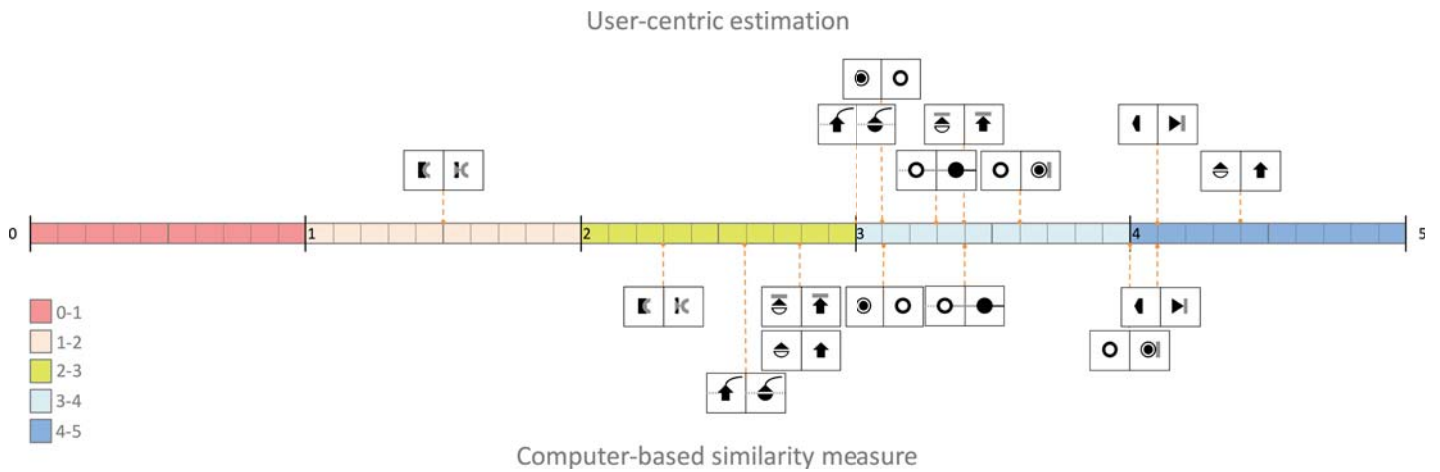 User-centric estimation
0 1 2 3 4 5
0-1
1-2
2-3
3-4
4-5
Computer-based similarity measure